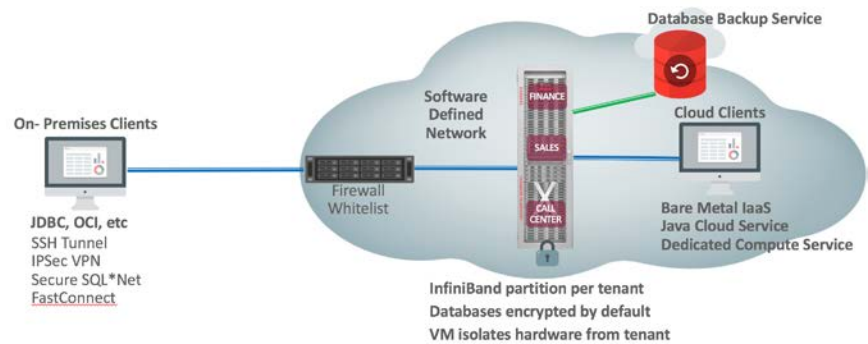 Database Backup Service
On- Premises Clients
JDBC, OCI, etc
SSH Tunnel
IPSec VPN
Secure SQL*Net
FastConnect
Firewall
Whitelist
Software
Defined
Network
FINANCE
SALES
CALL
CENTER
Cloud Clients
Bare Metal IaaS
Java Cloud Service
Dedicated Compute Service
InfiniBand partition per tenant
Databases encrypted by default
VM isolates hardware from tenant